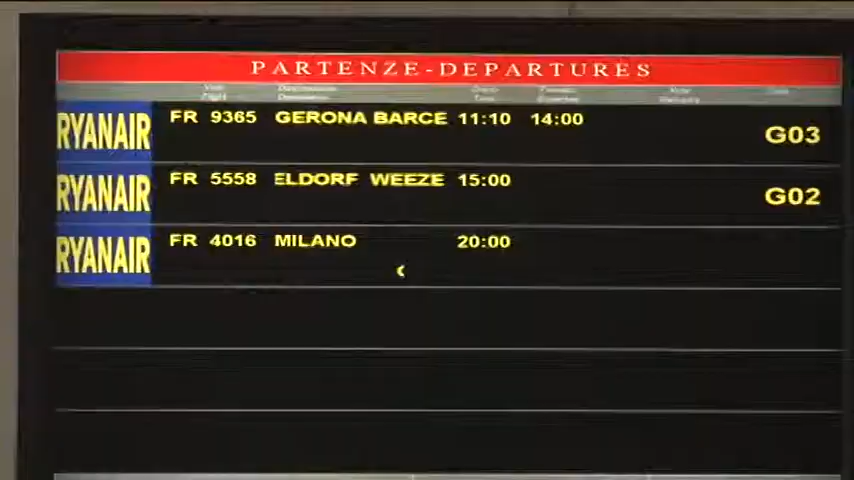 PARTENZE-DEPARTURES
RYANAIR FR 9365 GERONA BARCE 11:10 14:00 G03
RYANAIR FR 5558 ELDORF WEEZE 15:00 G02
RYANAIR FR 4016 MILANO 20:00